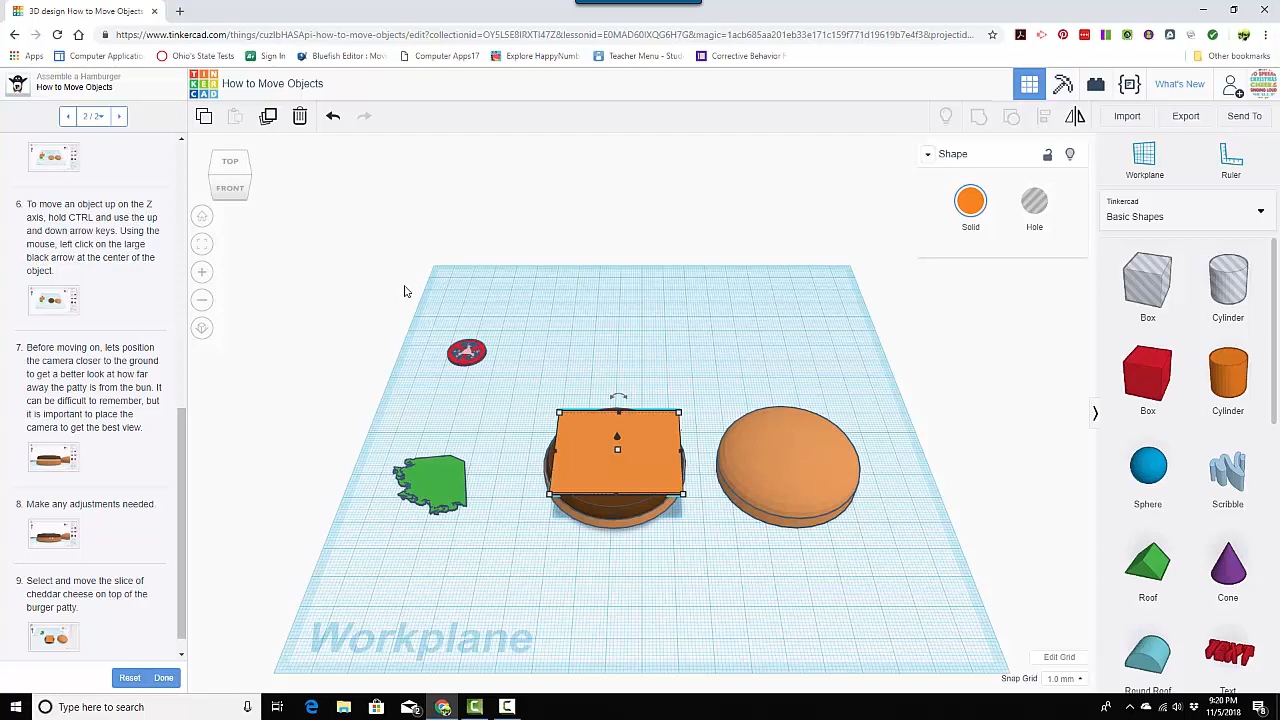 3D design How to Move Objects
https://www.tinkercad.com/things/cuzIbHASApi-how-to-move-objects/edit?collectionid=OY5L5E8IRXTI47Z&lessonid=E0MAD60IXQG6H7G&magic=1acb685aa201eb33e171c159f771d19619b7e4f3&projectid...
Apps
Computer Application
Ohio's State Tests
Sign In
Bluefish Editor : Mo
Computer Applicatio
Explore HappyNumb
Teacher Menu - Stud
Corrective Behavior F
Other bookmarks
Assemble a Hamburger
How to Move Objects
TIN
KER
CAD
How to Move Objects
What's New
2 / 2
Import
Export
Send To
TOP
FRONT
Shape
Solid
Hole
Workplane
Ruler
Tinkercad
Basic Shapes
Box
Cylinder
Box
Cylinder
Sphere
Scribble
Roof
Cone
Round Roof
Text
6. To move an object up on the Z
axis, hold CTRL and use the up
and down arrow keys. Using the
mouse, left click on the large
black arrow at the center of the
object.
7. Before moving on, lets position
the camera closer to the ground
to get a better look at how far
away the patty is from the bun. It
can be difficult to remember, but
it is important to place the
camera to get the best view.
8. Make any adjustments needed.
9. Select and move the slice of
cheddar cheese on top of the
burger patty.
Reset
Done
Workplane
Edit Grid
Snap Grid
1.0 mm
Type here to search
9:20 PM
11/5/2018